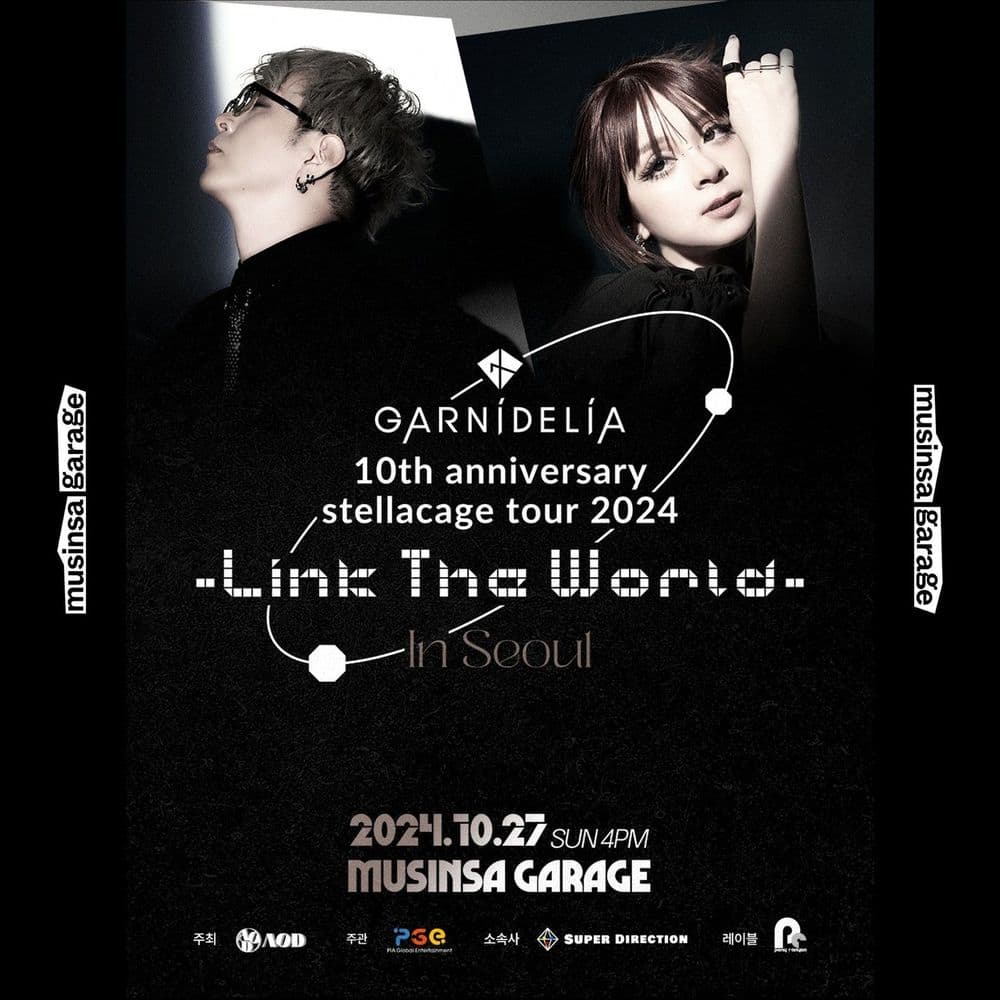 GARNiDELiA
10th anniversary
stellacage tour 2024
-Link The World-
In Seoul
musinsa garage
musinsa garage
2024.10.27 SUN 4PM
MUSINSA GARAGE
주최 AOD 주관 PGE PIA Global Entertainment 소속사 SUPER DIRECTION 레이블